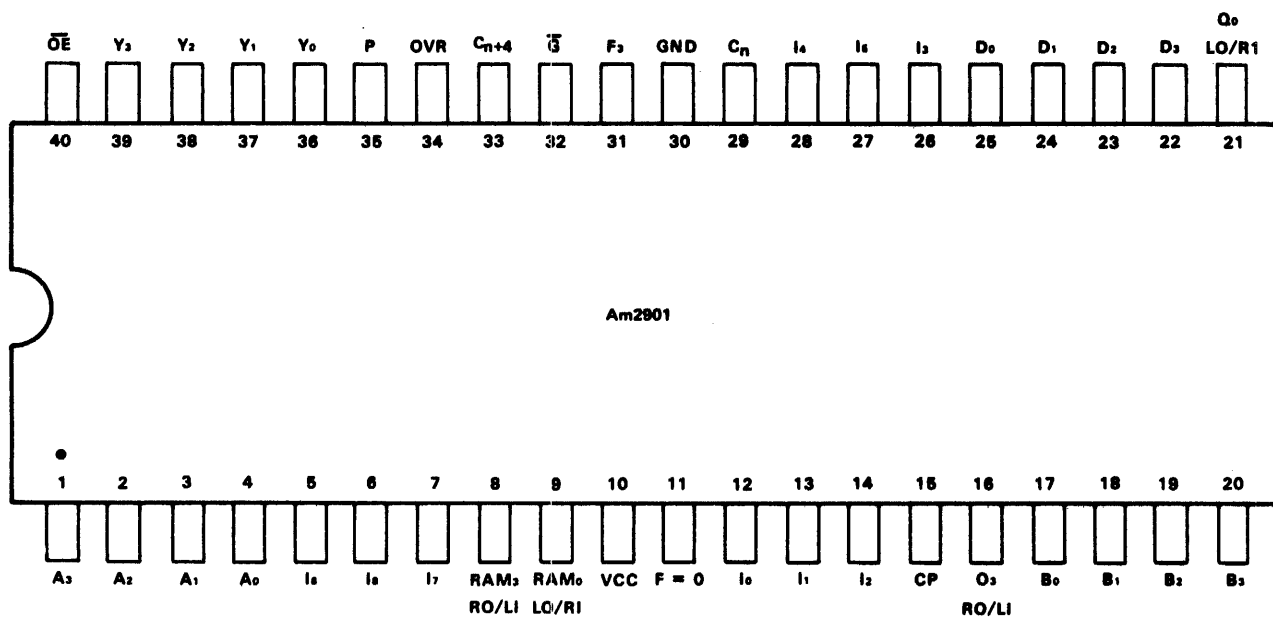 Q₀
O̅E̅ Y₃ Y₂ Y₁ Y₀ P OVR Cₙ₊₄ G̅ F₃ GND Cₙ I₄ I₅ I₃ D₀ D₁ D₂ D₃ LO/R1
40 39 38 37 36 35 34 33 32 31 30 29 28 27 26 25 24 23 22 21
Am2901
1 2 3 4 5 6 7 8 9 10 11 12 13 14 15 16 17 18 19 20
A₃ A₂ A₁ A₀ I₆ I₈ I₇ RAM₃ RAM₀ VCC F = 0 I₀ I₁ I₂ CP O₃ B₀ B₁ B₂ B₃
RO/LI LO/RI RO/LI